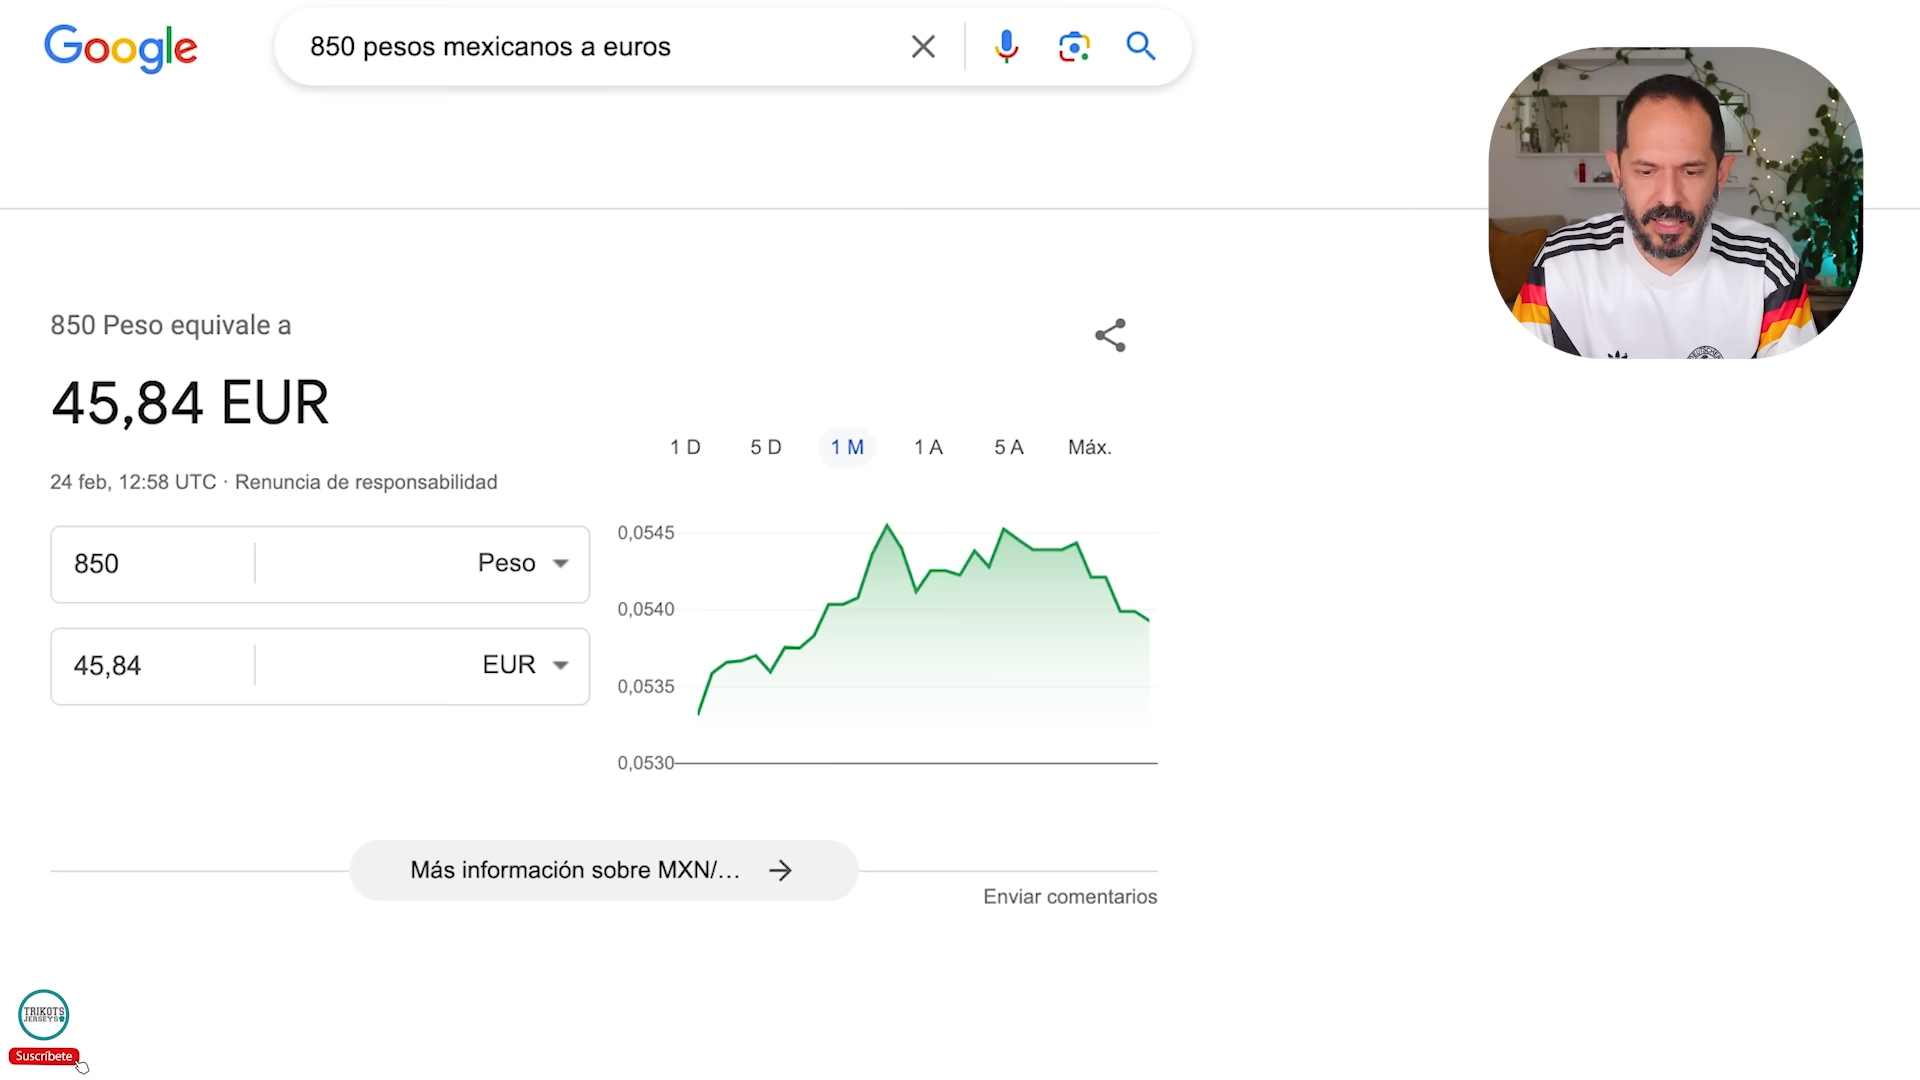 Google
850 pesos mexicanos a euros
850 Peso equivale a
45,84 EUR
24 feb, 12:58 UTC · Renuncia de responsabilidad
850 Peso
45,84 EUR
1 D 5 D 1 M 1 A 5 A Máx.
0,0545
0,0540
0,0535
0,0530
Más información sobre MXN/...
Enviar comentarios
TRIKOTS
JERSEYS
Suscríbete